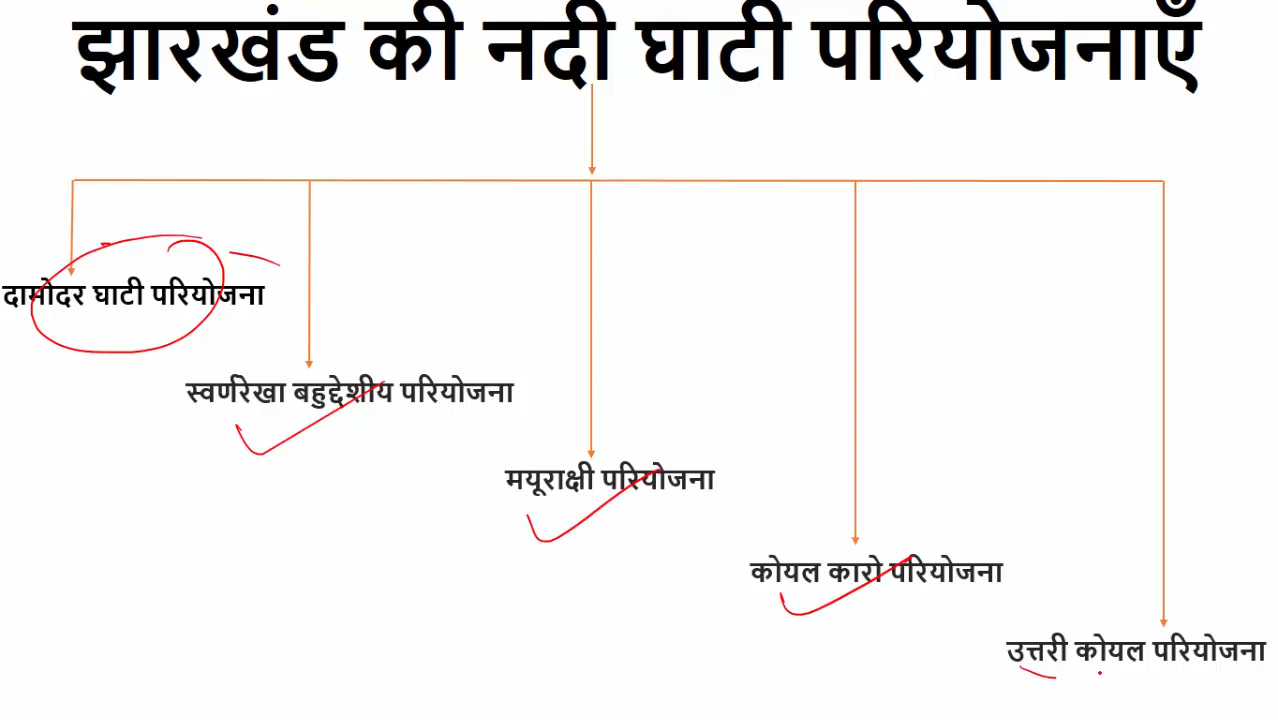 झारखंड की नदी घाटी परियोजनाएँ
दामोदर घाटी परियोजना
स्वर्णरेखा बहुद्देशीय परियोजना
मयूराक्षी परियोजना
कोयल कारो परियोजना
उत्तरी कोयल परियोजना